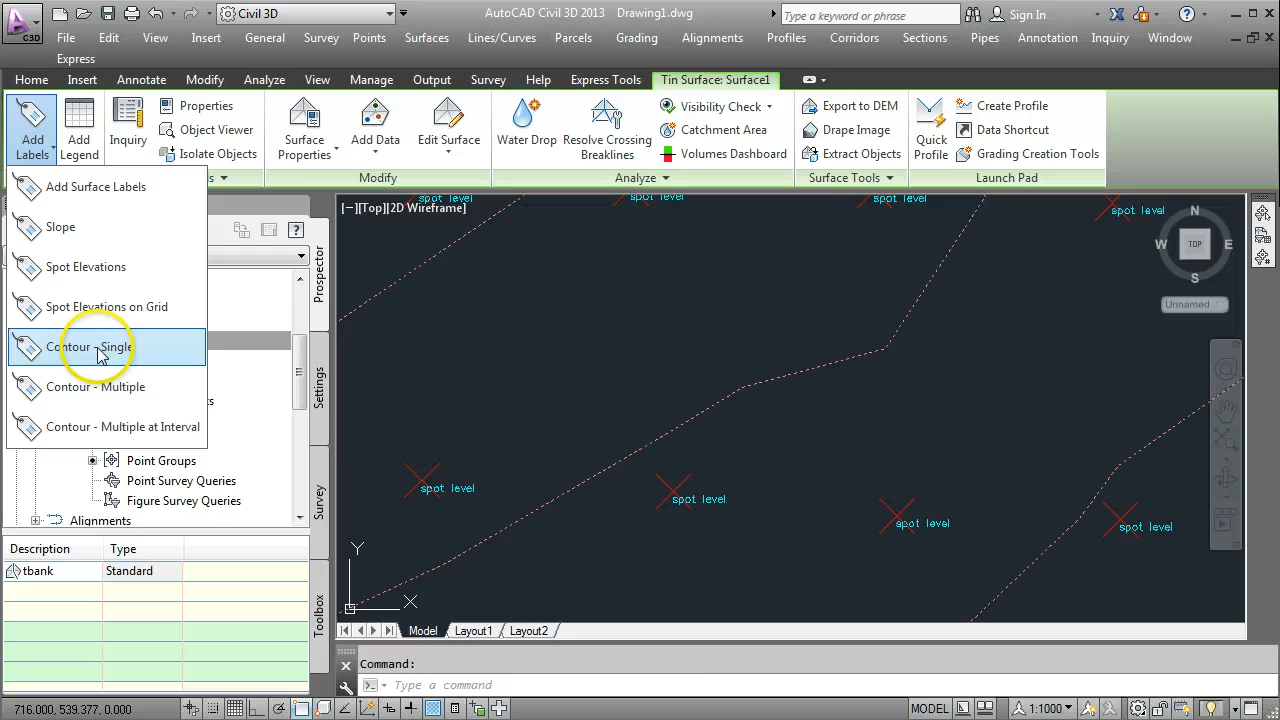 Civil 3D
AutoCAD Civil 3D 2013 Drawing1.dwg
Type a keyword or phrase
Sign In
C3D
File Edit View Insert General Survey Points Surfaces Lines/Curves Parcels Grading Alignments Profiles Corridors Sections Pipes Annotation Inquiry Window
Express
Home Insert Annotate Modify Analyze View Manage Output Survey Help Express Tools Tin Surface: Surface1
Add Labels
Add Legend
Inquiry
Properties
Object Viewer
Isolate Objects
Surface Properties
Add Data
Edit Surface
Modify
Water Drop
Resolve Crossing Breaklines
Visibility Check
Catchment Area
Volumes Dashboard
Analyze
Export to DEM
Drape Image
Extract Objects
Surface Tools
Quick Profile
Create Profile
Data Shortcut
Grading Creation Tools
Launch Pad
Add Surface Labels
Slope
Spot Elevations
Spot Elevations on Grid
Contour - Single
Contour - Multiple
Contour - Multiple at Interval
Point Groups
Point Survey Queries
Figure Survey Queries
Alignments
Prospector
Settings
Survey
Toolbox
Description Type
tbank Standard
[−][Top][2D Wireframe]
spot level
spot level
spot level
spot level
N
W TOP E
S
Unnamed
spot level
spot level
spot level
spot level
Y
X
Model Layout1 Layout2
Command:
Type a command
716.000, 539.377, 0.000
MODEL
1:1000